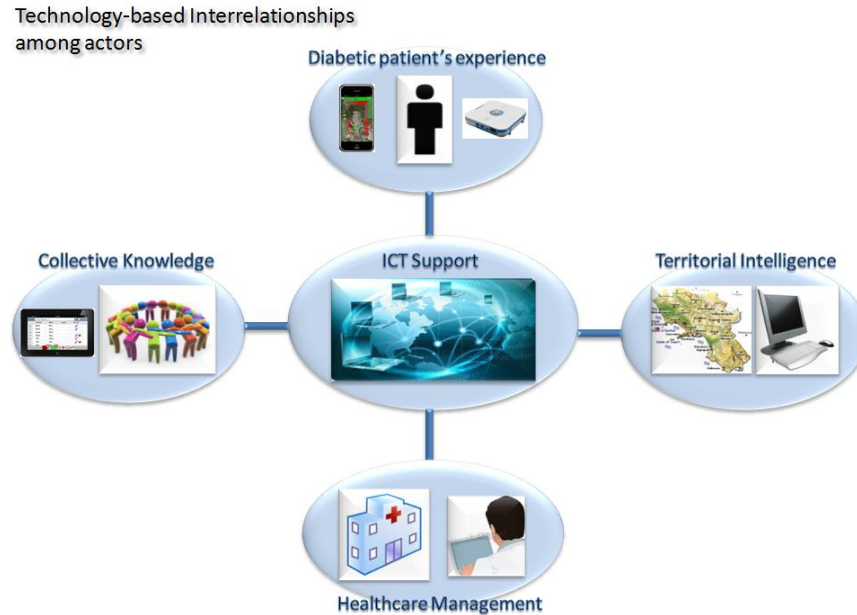 Technology-based Interrelationships
among actors
Diabetic patient's experience
Collective Knowledge
ICT Support
Territorial Intelligence
Healthcare Management